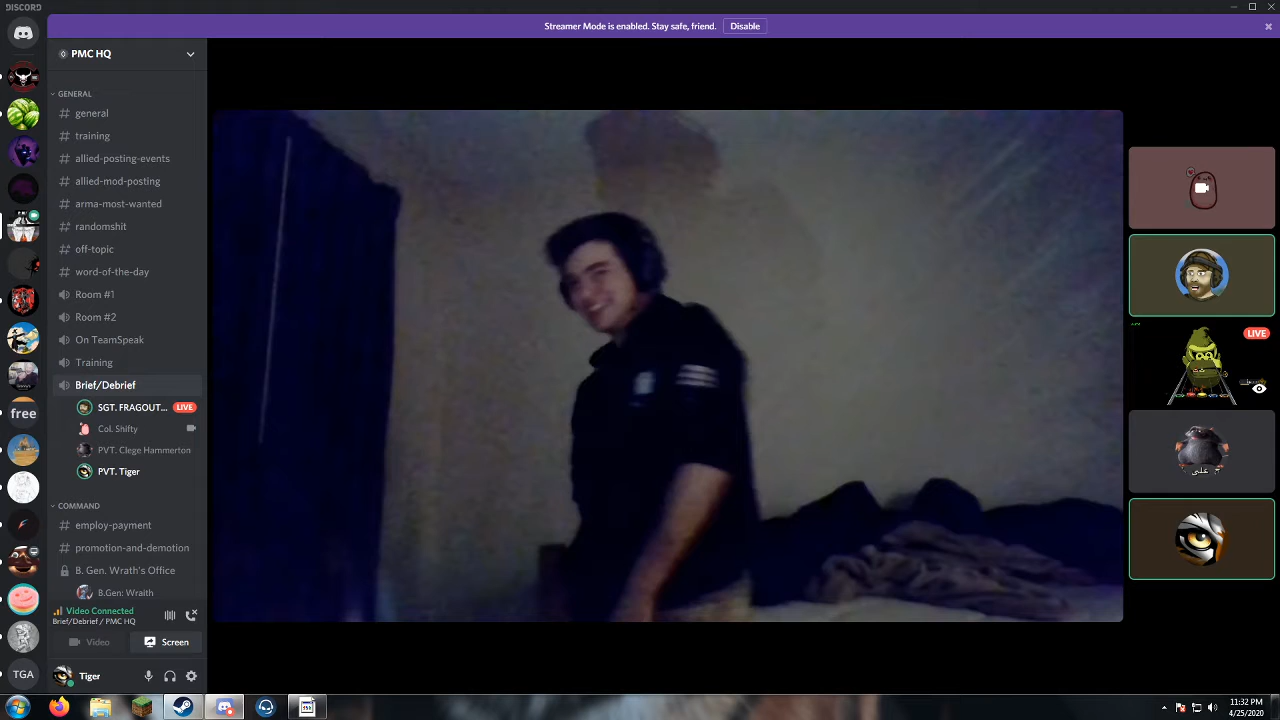 DISCORD
Streamer Mode is enabled. Stay safe, friend.
Disable
PMC HQ
GENERAL
general
training
allied-posting-events
allied-mod-posting
arma-most-wanted
randomshit
off-topic
word-of-the-day
Room #1
Room #2
On TeamSpeak
Training
Brief/Debrief
SGT. FRAGOUT...
LIVE
Col. Shifty
PVT. Clege Hammerton
PVT. Tiger
COMMAND
employ-payment
promotion-and-demotion
B. Gen. Wrath's Office
B.Gen: Wraith
Video Connected
Brief/Debrief / PMC HQ
Video
Screen
Tiger
free
TGA
LIVE
11:32 PM
4/25/2020